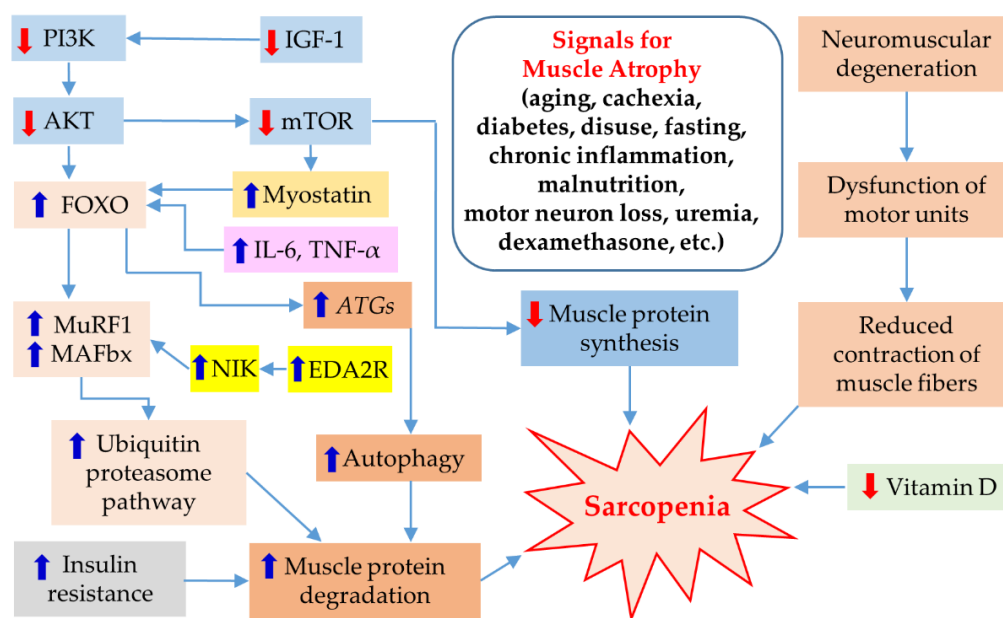 PI3K
IGF-1
AKT
mTOR
FOXO
Myostatin
IL-6, TNF-α
ATGs
MuRF1
MAFbx
NIK
EDA2R
Ubiquitin
proteasome
pathway
Autophagy
Insulin
resistance
Muscle protein
degradation
Signals for
Muscle Atrophy
(aging, cachexia,
diabetes, disuse, fasting,
chronic inflammation,
malnutrition,
motor neuron loss, uremia,
dexamethasone, etc.)
Muscle protein
synthesis
Sarcopenia
Neuromuscular
degeneration
Dysfunction of
motor units
Reduced
contraction of
muscle fibers
Vitamin D